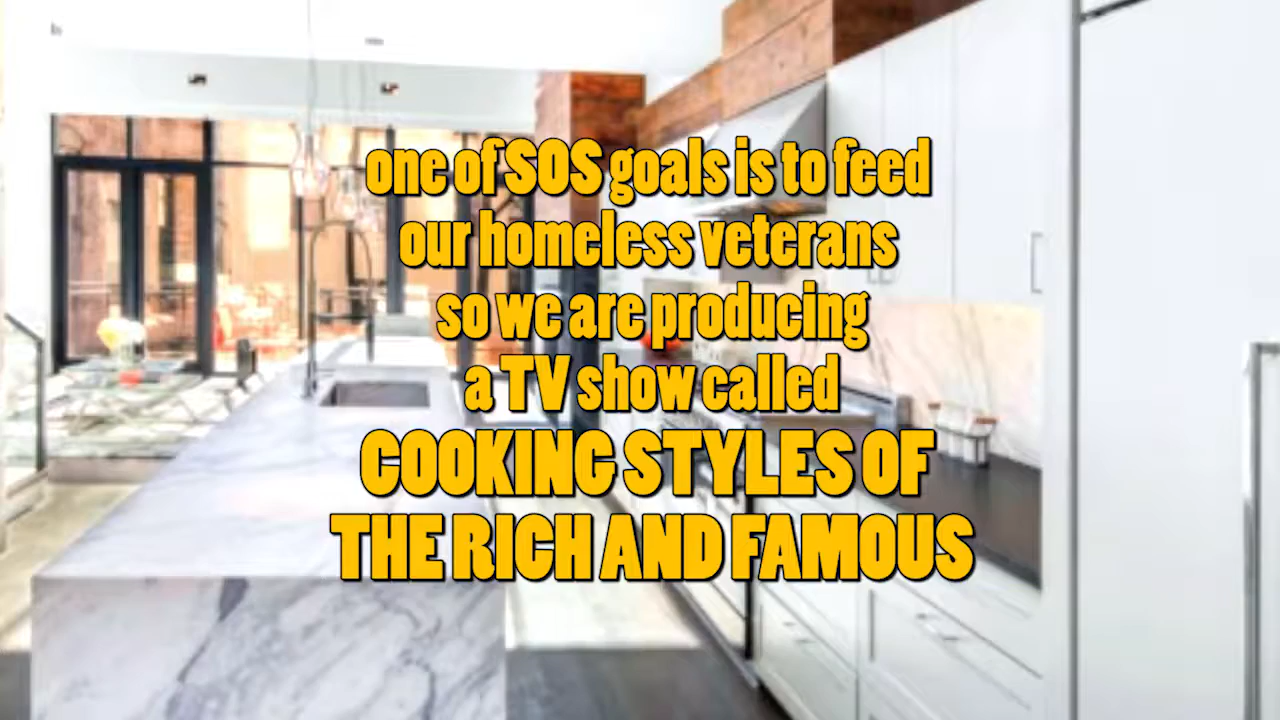 one of SOS goals is to feed
our homeless veterans
so we are producing
a TV show called
COOKING STYLES OF
THE RICH AND FAMOUS